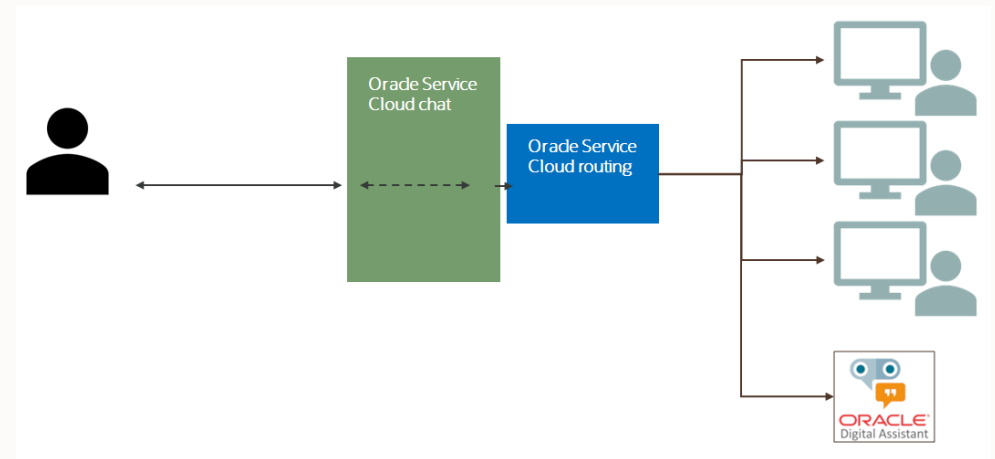 Oracle Service
Cloud chat
Oracle Service
Cloud routing
ORACLE
Digital Assistant